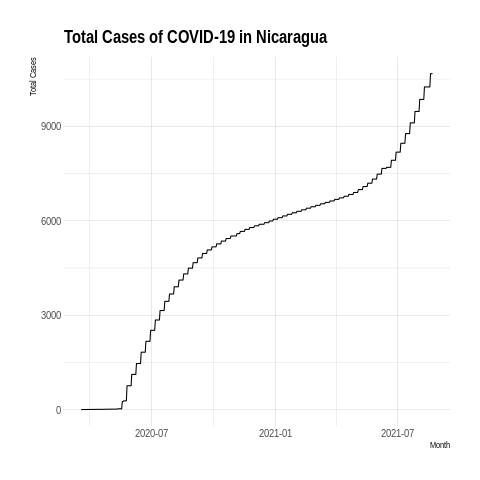 Total Cases of COVID-19 in Nicaragua
Total Cases
9000
6000
3000
0
2020-07
2021-01
2021-07
Month